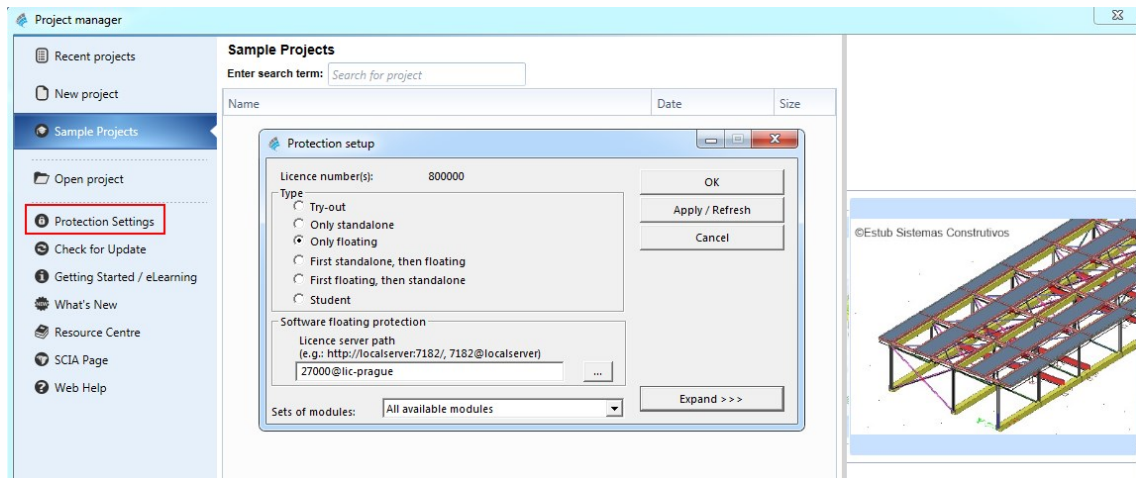 Project manager
Recent projects
New project
Sample Projects
Open project
Protection Settings
Check for Update
Getting Started / eLearning
What's New
Resource Centre
SCIA Page
Web Help
Sample Projects
Enter search term: Search for project
Name Date Size
Protection setup
Licence number(s): 800000
Type
Try-out
Only standalone
Only floating
First standalone, then floating
First floating, then standalone
Student
Software floating protection
Licence server path
(e.g.: http://localserver:7182/, 7182@localserver)
27000@lic-prague
...
Sets of modules: All available modules
OK
Apply / Refresh
Cancel
Expand >>>
©Estub Sistemas Construtivos